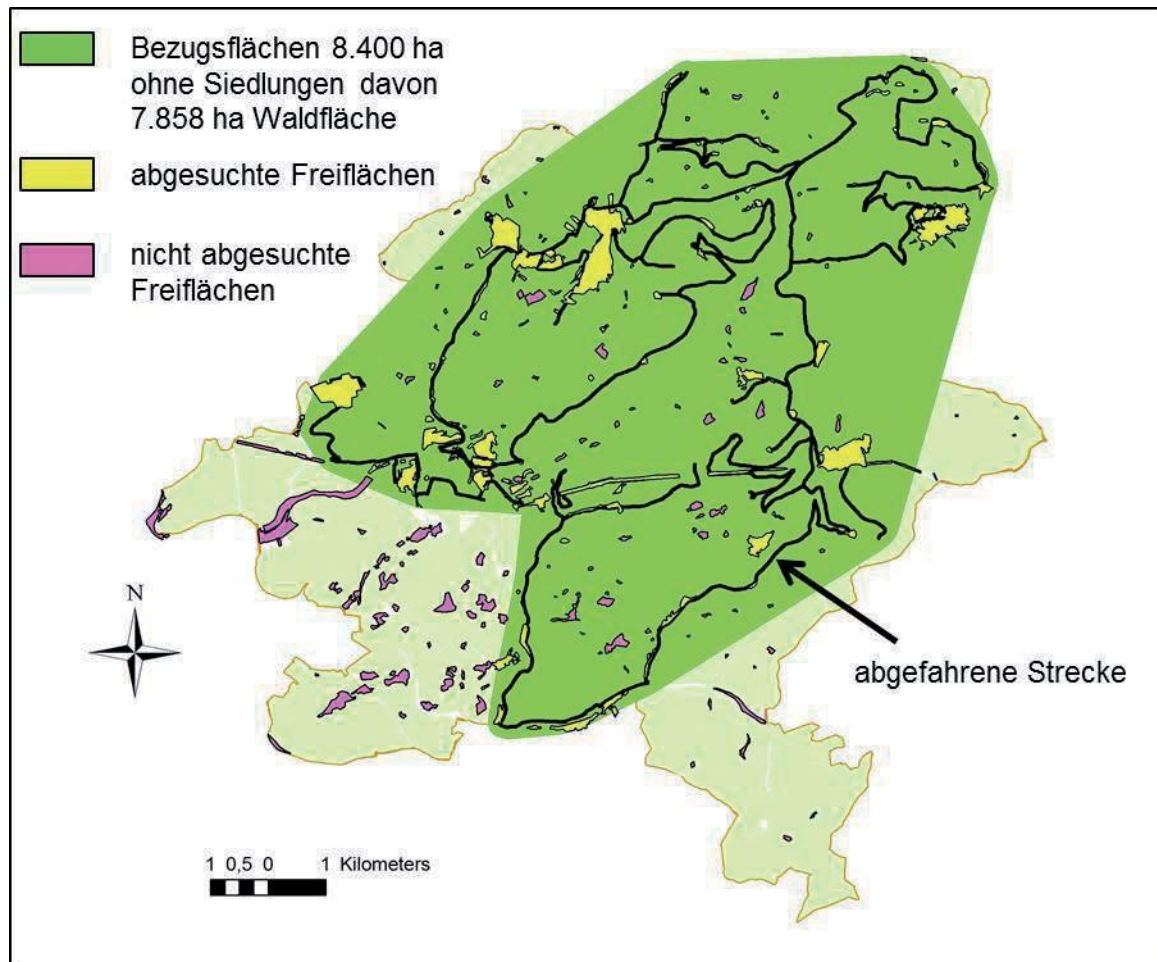 Bezugsflächen 8.400 ha
ohne Siedlungen davon
7.858 ha Waldfläche
abgesuchte Freiflächen
nicht abgesuchte
Freiflächen
N
abgefahrene Strecke
1 0,5 0 1 Kilometers